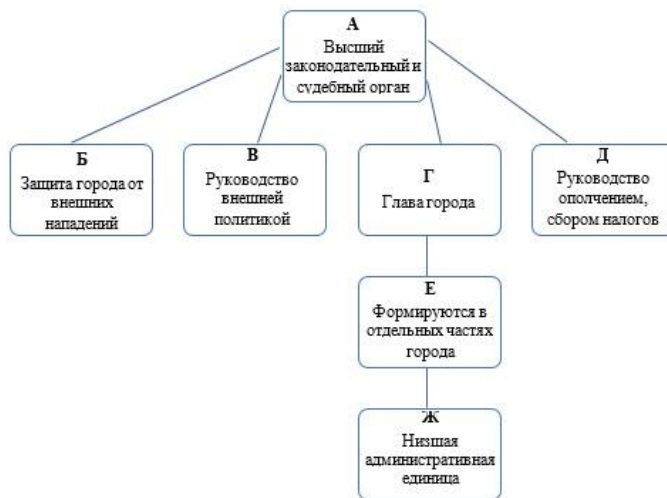 А
Высший
законодательный и
судебный орган
Б
Защита города от
внешних
нападений
В
Руководство
внешней
политикой
Г
Глава города
Д
Руководство
ополчением,
сбором налогов
Е
Формируются в
отдельных частях
города
Ж
Низшая
административная
единица